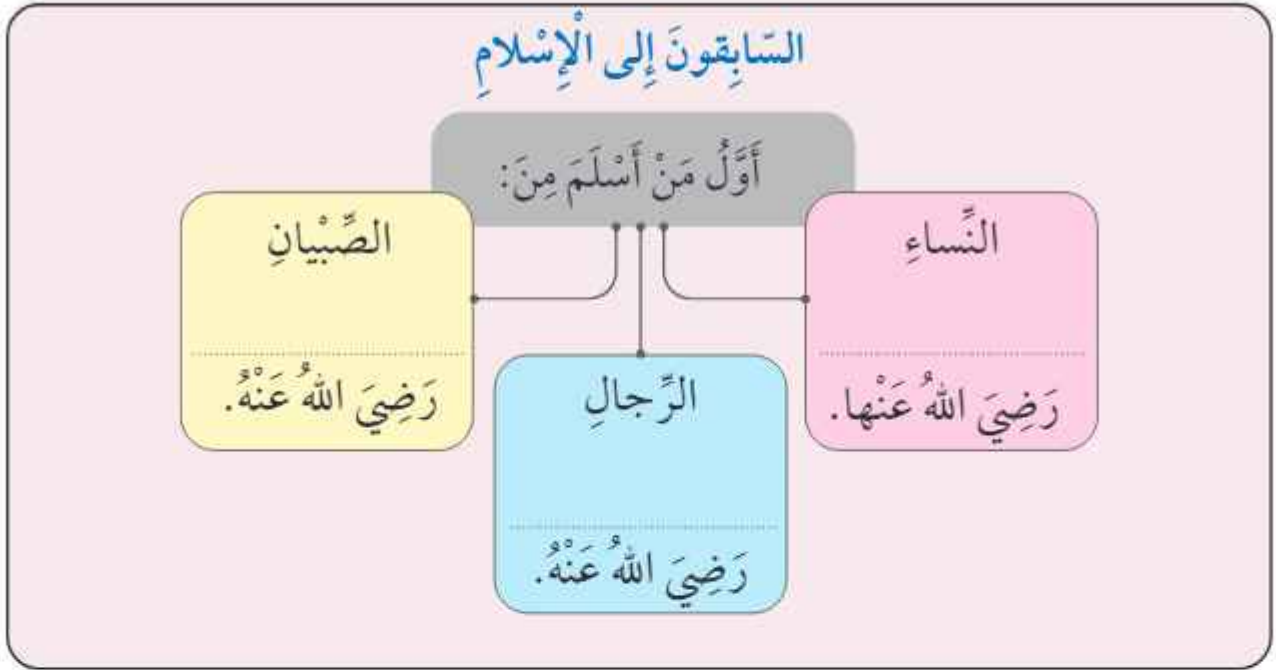 السّابِقونَ إِلى الْإِسْلامِ
أَوَّلُ مَنْ أَسْلَمَ مِنَ:
النِّساءِ
رَضِيَ اللهُ عَنْها.
الرِّجالِ
رَضِيَ اللهُ عَنْهُ.
الصِّبْيانِ
رَضِيَ اللهُ عَنْهُ.